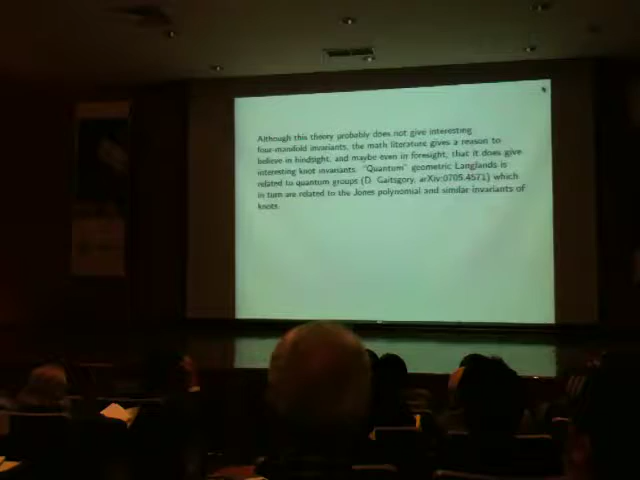 Although this theory probably does not give interesting
four-manifold invariants, the math literature gives a reason to
believe in hindsight, and maybe even in foresight, that it does give
interesting knot invariants. "Quantum" geometric Langlands is
related to quantum groups (D. Gaitsgory, arXiv:0705.4571) which
in turn are related to the Jones polynomial and similar invariants of
knots.